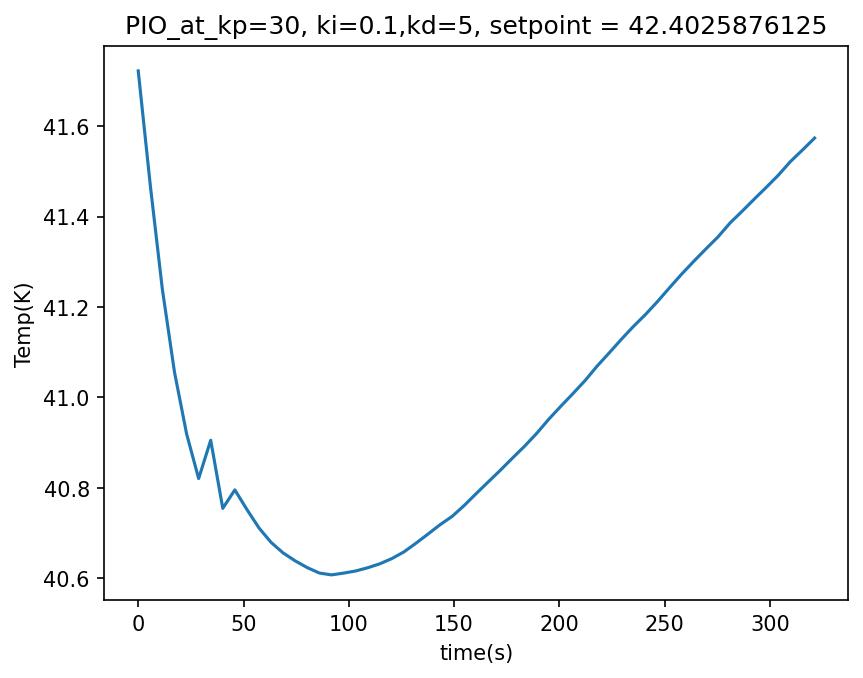 PIO_at_kp=30, ki=0.1,kd=5, setpoint = 42.4025876125
41.6
41.4
41.2
41.0
40.8
40.6
Temp(K)
0 50 100 150 200 250 300
time(s)